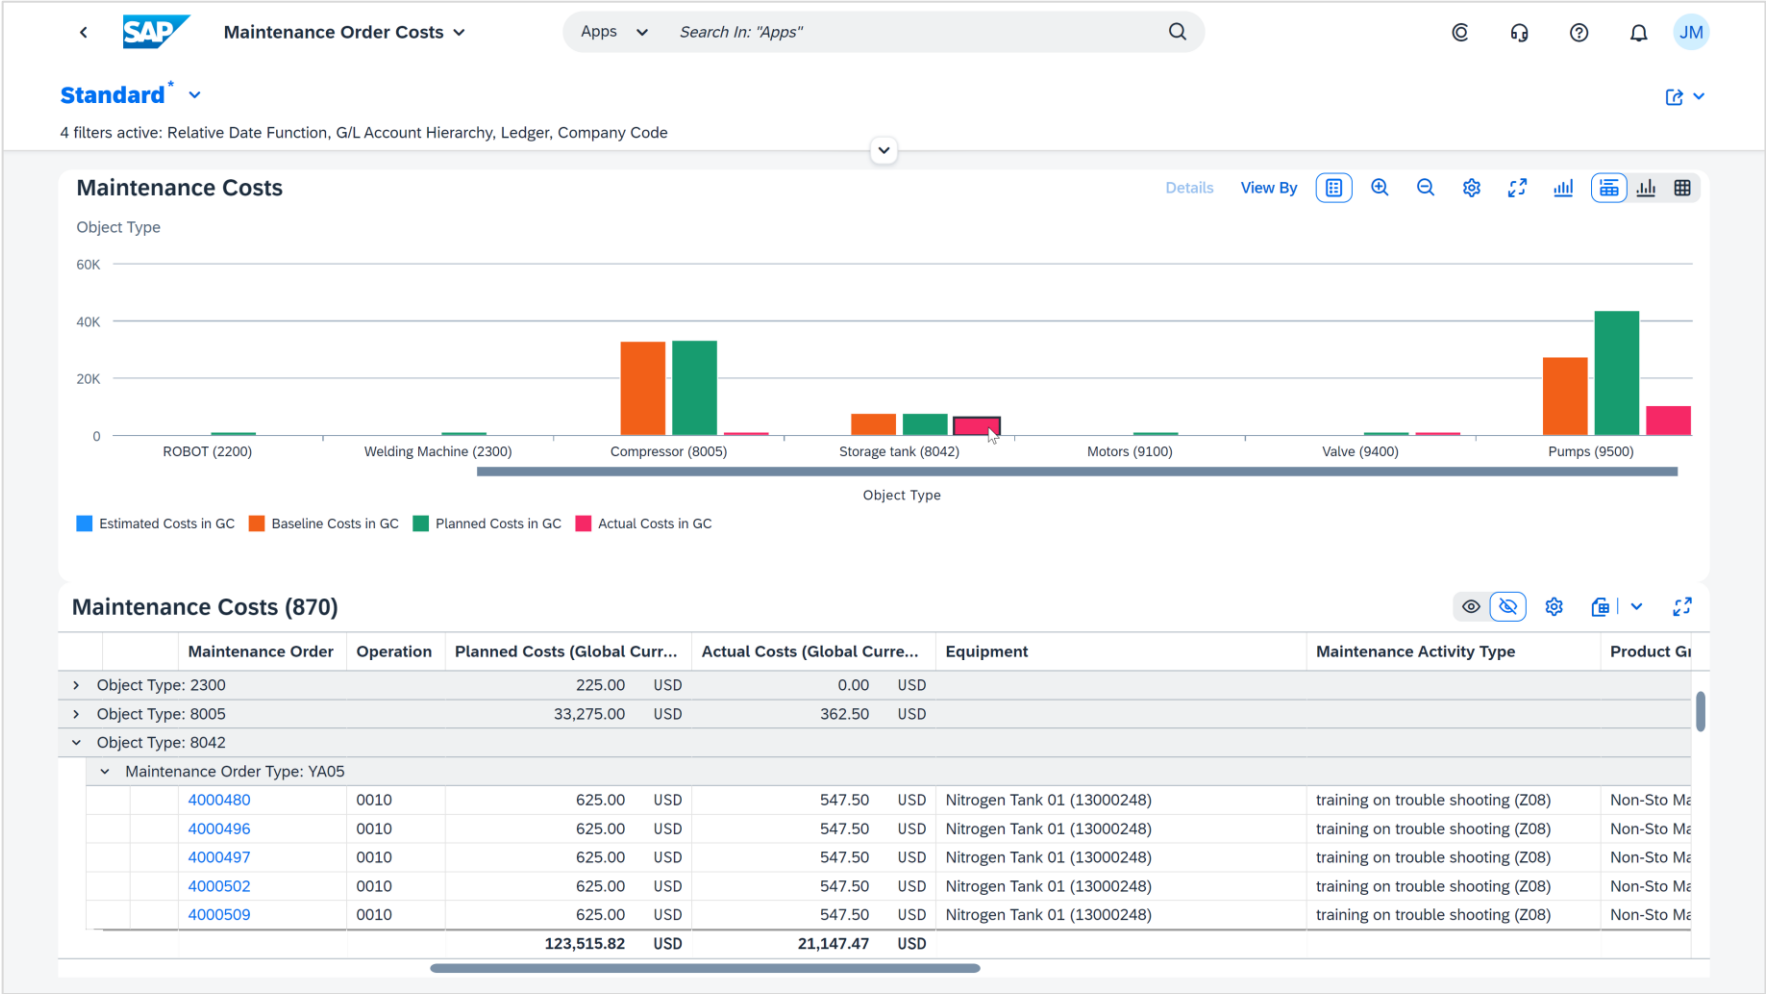 SAP Maintenance Order Costs Apps Search In: "Apps" JM
Standard*
4 filters active: Relative Date Function, G/L Account Hierarchy, Ledger, Company Code
Maintenance Costs Details View By
Object Type
60K
40K
20K
0
ROBOT (2200) Welding Machine (2300) Compressor (8005) Storage tank (8042) Motors (9100) Valve (9400) Pumps (9500)
Object Type
Estimated Costs in GC Baseline Costs in GC Planned Costs in GC Actual Costs in GC
Maintenance Costs (870)
Maintenance Order Operation Planned Costs (Global Curr... Actual Costs (Global Curre... Equipment Maintenance Activity Type Product Gr
Object Type: 2300 225.00 USD 0.00 USD
Object Type: 8005 33,275.00 USD 362.50 USD
Object Type: 8042
Maintenance Order Type: YA05
4000480 0010 625.00 USD 547.50 USD Nitrogen Tank 01 (13000248) training on trouble shooting (Z08) Non-Sto Ma
4000496 0010 625.00 USD 547.50 USD Nitrogen Tank 01 (13000248) training on trouble shooting (Z08) Non-Sto Ma
4000497 0010 625.00 USD 547.50 USD Nitrogen Tank 01 (13000248) training on trouble shooting (Z08) Non-Sto Ma
4000502 0010 625.00 USD 547.50 USD Nitrogen Tank 01 (13000248) training on trouble shooting (Z08) Non-Sto Ma
4000509 0010 625.00 USD 547.50 USD Nitrogen Tank 01 (13000248) training on trouble shooting (Z08) Non-Sto Ma
123,515.82 USD 21,147.47 USD